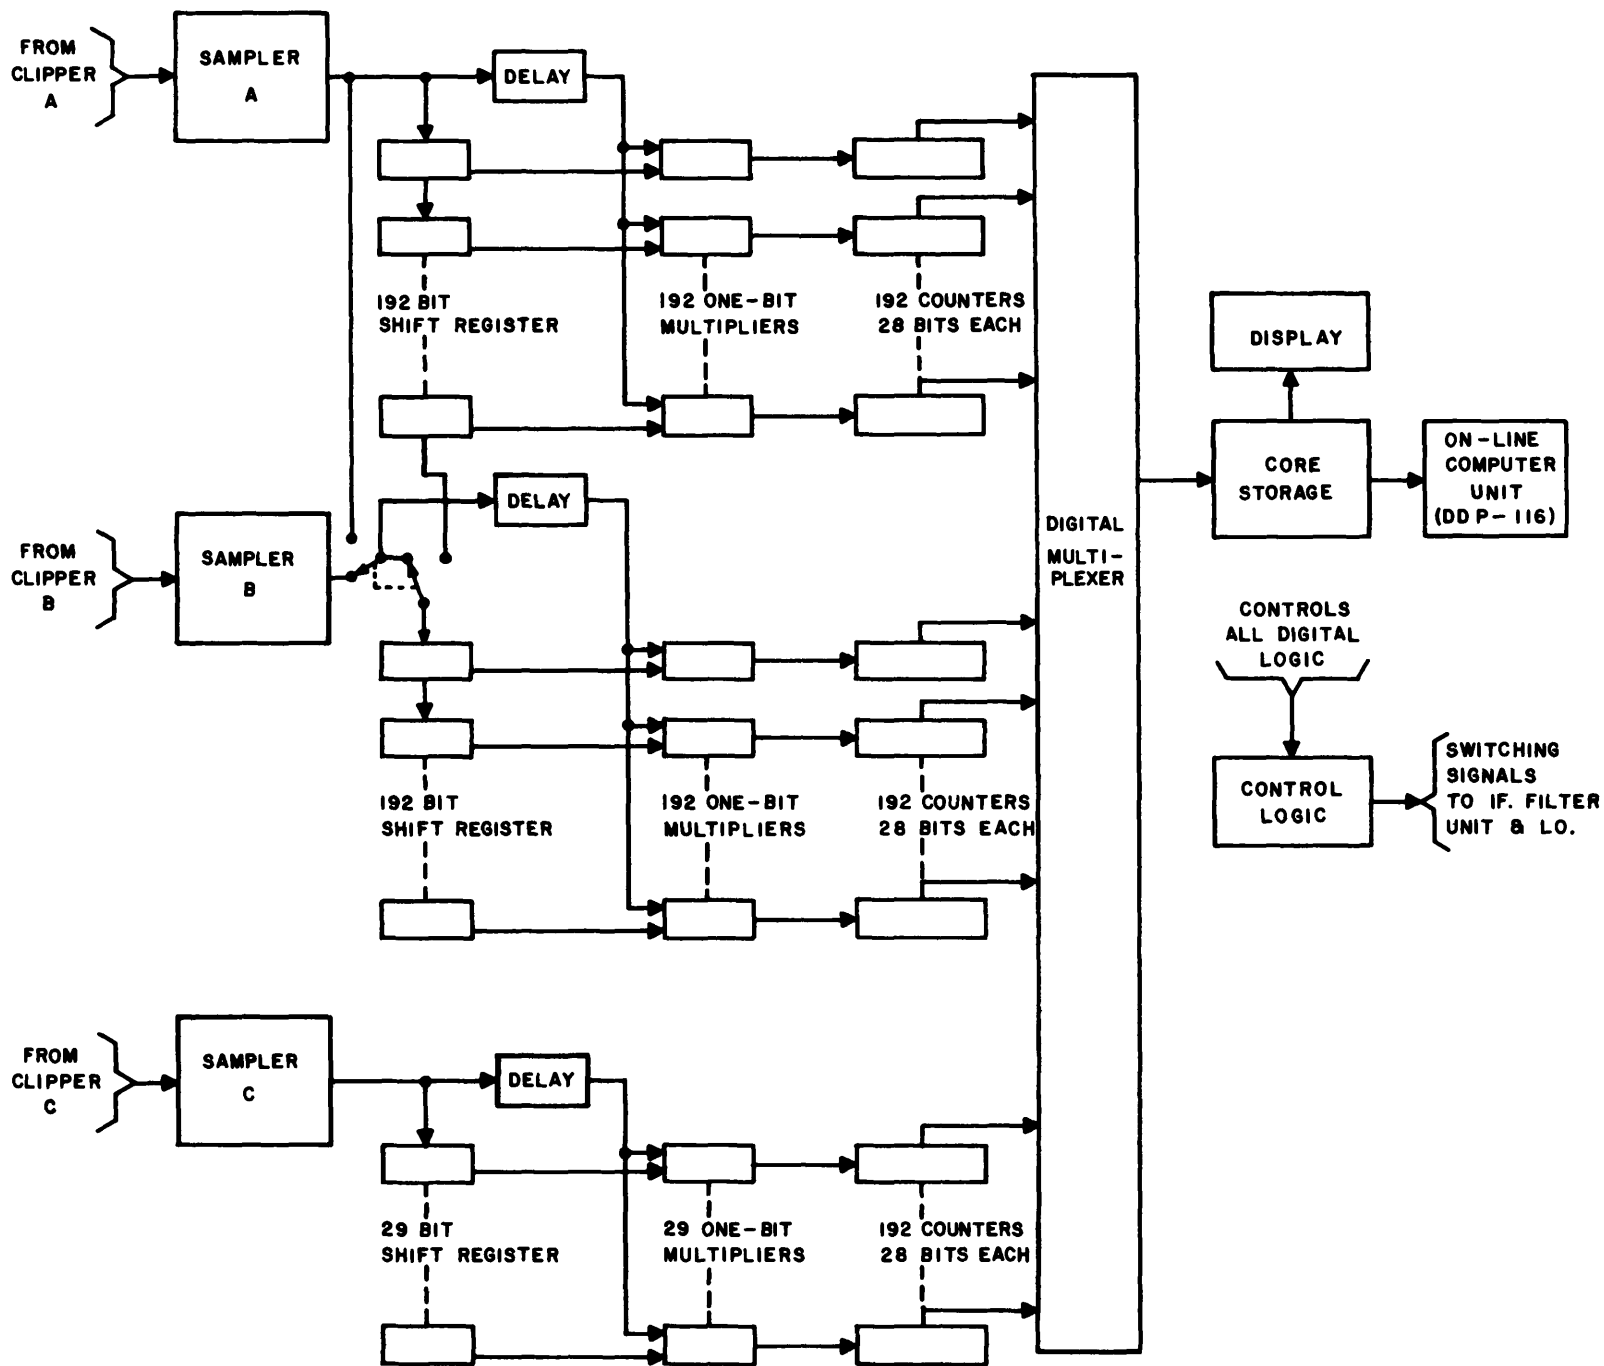 FROM
CLIPPER
A
SAMPLER
A
DELAY
192 BIT
SHIFT REGISTER
192 ONE-BIT
MULTIPLIERS
192 COUNTERS
28 BITS EACH
FROM
CLIPPER
B
SAMPLER
B
DELAY
192 BIT
SHIFT REGISTER
192 ONE-BIT
MULTIPLIERS
192 COUNTERS
28 BITS EACH
FROM
CLIPPER
C
SAMPLER
C
DELAY
29 BIT
SHIFT REGISTER
29 ONE-BIT
MULTIPLIERS
192 COUNTERS
28 BITS EACH
DIGITAL
MULTI-
PLEXER
DISPLAY
CORE
STORAGE
ON-LINE
COMPUTER
UNIT
(DDP-116)
CONTROLS
ALL DIGITAL
LOGIC
CONTROL
LOGIC
SWITCHING
SIGNALS
TO IF. FILTER
UNIT & LO.